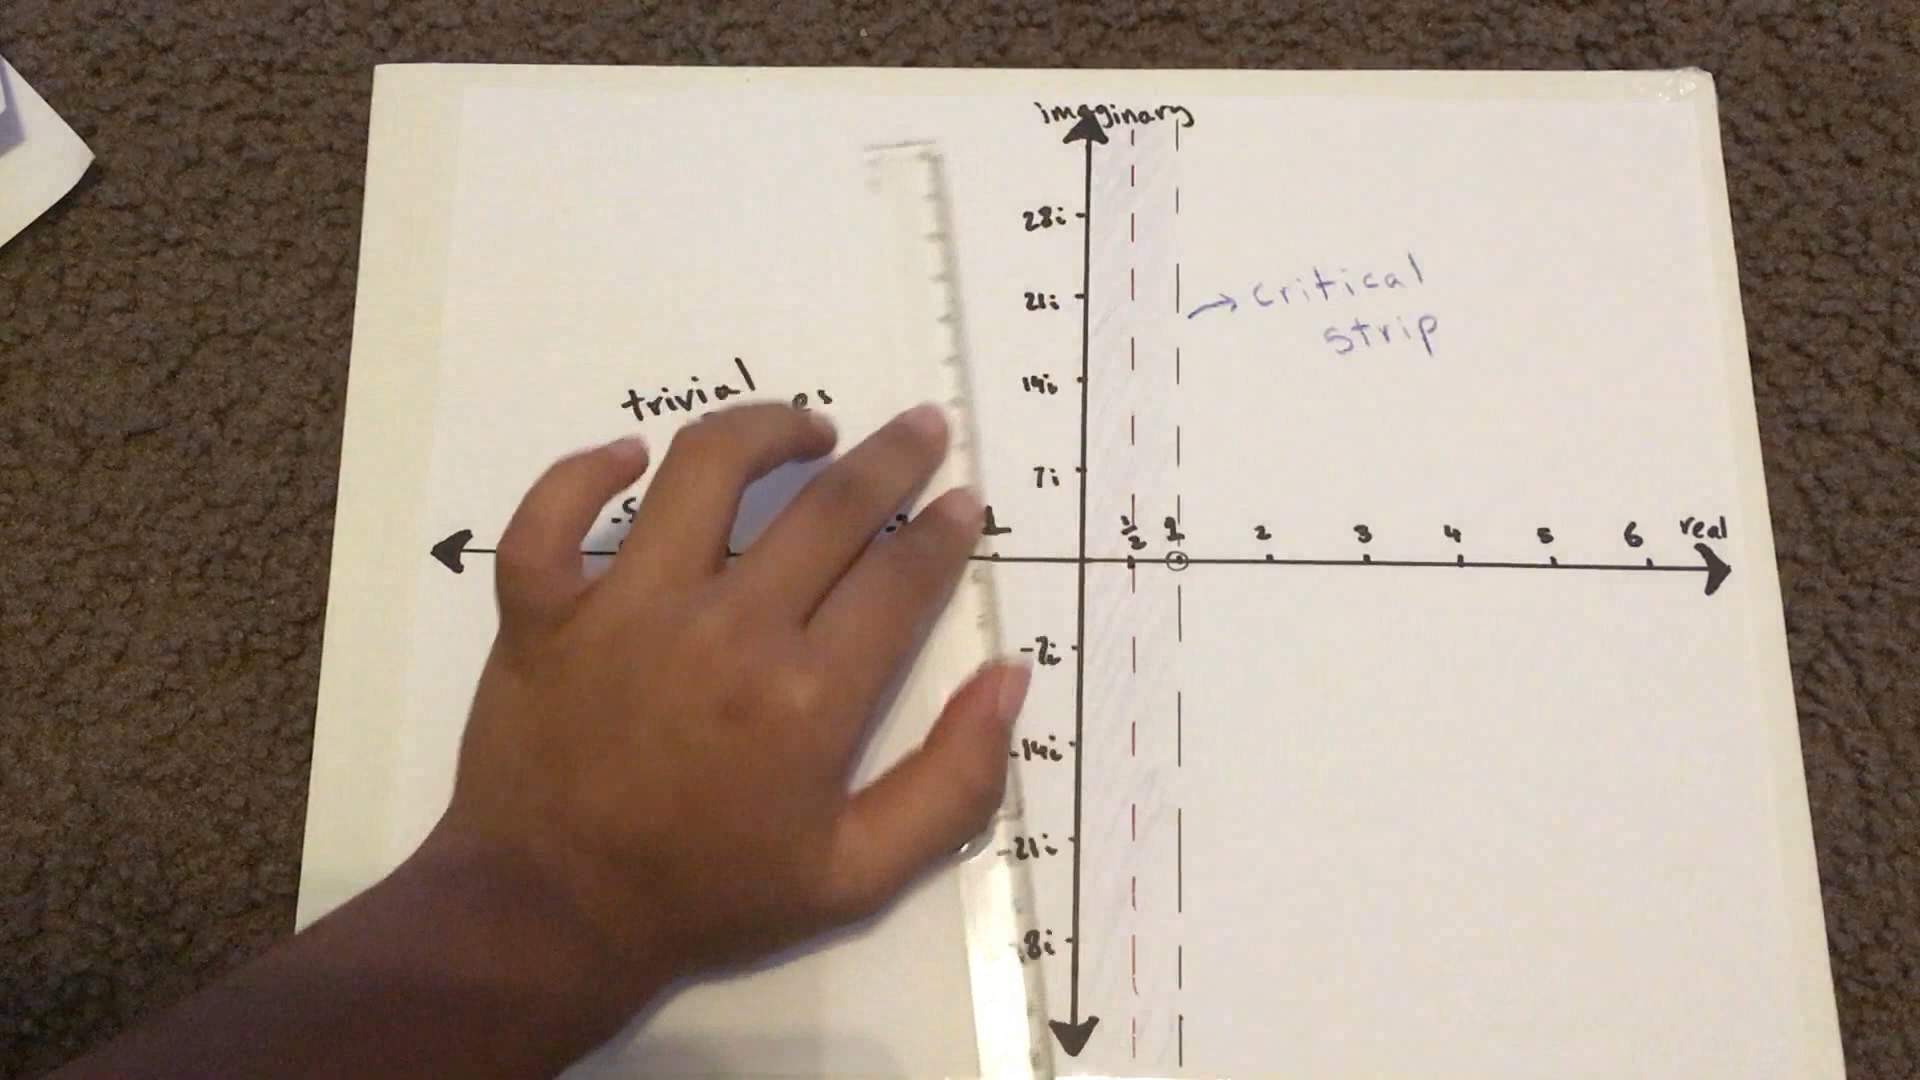 imaginary
28i
21i
critical
strip
14i
trivial
7i
1/2 1 2 3 4 5 6 real
-7i
-14i
-21i